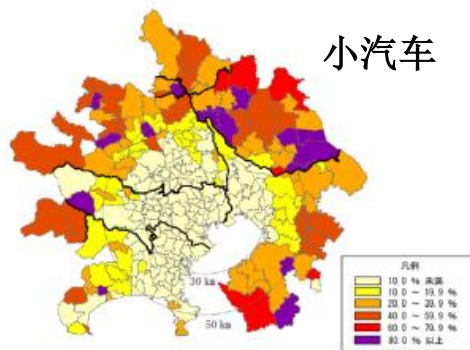 小汽车
30 km
50 km
凡例
10.0 % 未満
10.0 ～ 19.9 %
20.0 ～ 39.9 %
40.0 ～ 59.9 %
60.0 ～ 79.9 %
80.0 % 以上